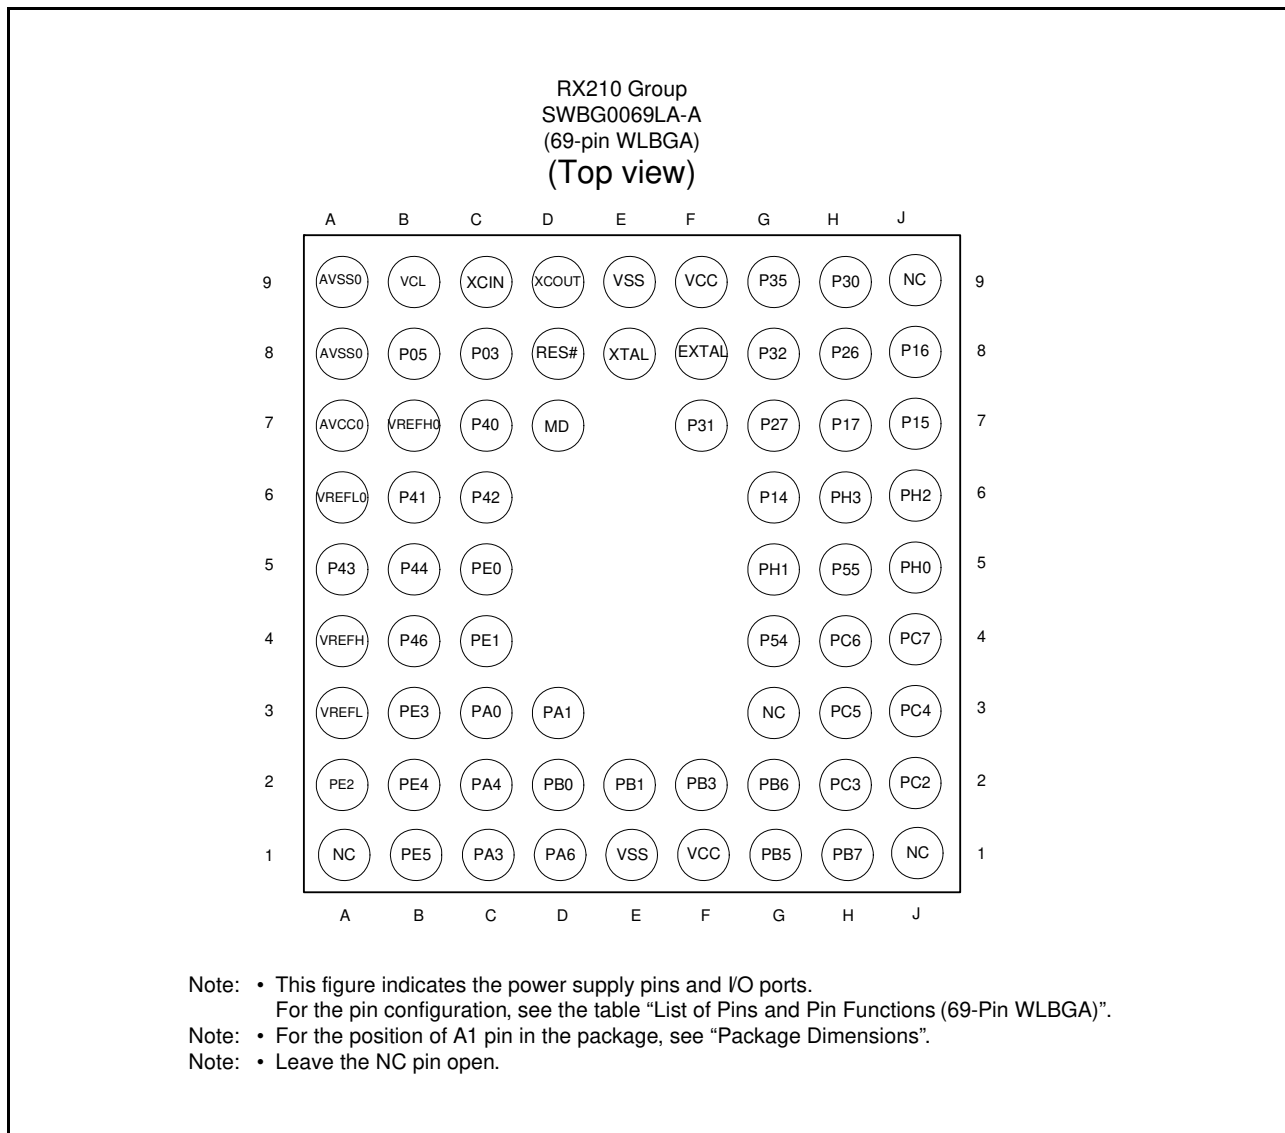 RX210 Group
SWBG0069LA-A
(69-pin WLBGA)
(Top view)
A B C D E F G H J
9 AVSS0 VCL XCIN XCOUT VSS VCC P35 P30 NC 9
8 AVSS0 P05 P03 RES# XTAL EXTAL P32 P26 P16 8
7 AVCC0 VREFH0 P40 MD P31 P27 P17 P15 7
6 VREFL0 P41 P42 P14 PH3 PH2 6
5 P43 P44 PE0 PH1 P55 PH0 5
4 VREFH P46 PE1 P54 PC6 PC7 4
3 VREFL PE3 PA0 PA1 NC PC5 PC4 3
2 PE2 PE4 PA4 PB0 PB1 PB3 PB6 PC3 PC2 2
1 NC PE5 PA3 PA6 VSS VCC PB5 PB7 NC 1
A B C D E F G H J
Note: • This figure indicates the power supply pins and I/O ports.
For the pin configuration, see the table “List of Pins and Pin Functions (69-Pin WLBGA)”.
Note: • For the position of A1 pin in the package, see “Package Dimensions”.
Note: • Leave the NC pin open.